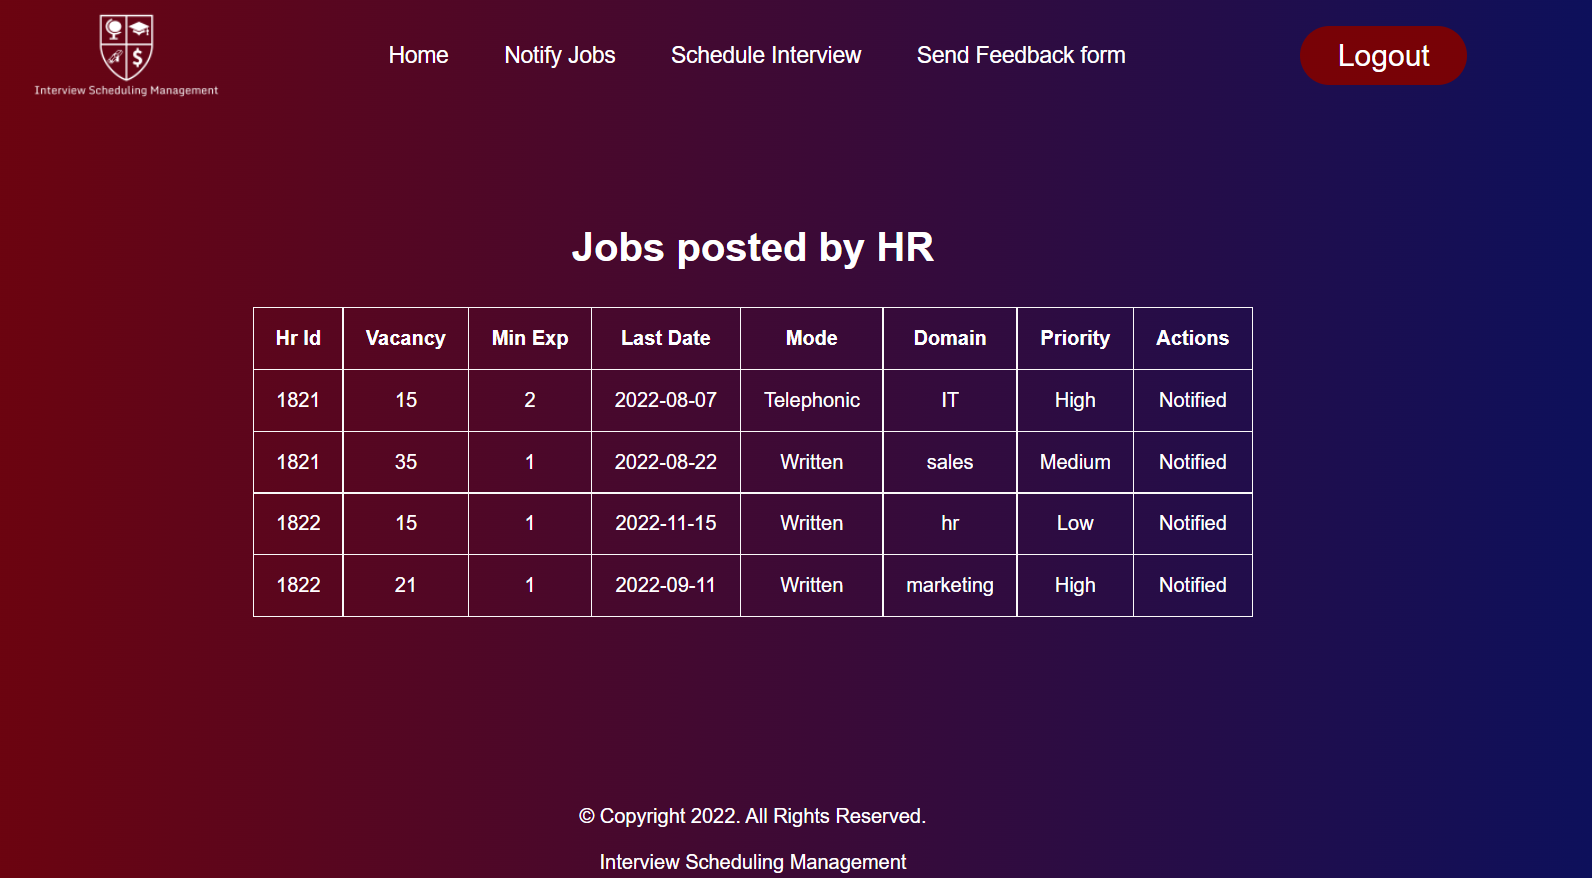 Interview Scheduling Management
Home Notify Jobs Schedule Interview Send Feedback form Logout
Jobs posted by HR
Hr Id Vacancy Min Exp Last Date Mode Domain Priority Actions
1821 15 2 2022-08-07 Telephonic IT High Notified
1821 35 1 2022-08-22 Written sales Medium Notified
1822 15 1 2022-11-15 Written hr Low Notified
1822 21 1 2022-09-11 Written marketing High Notified
© Copyright 2022. All Rights Reserved.
Interview Scheduling Management